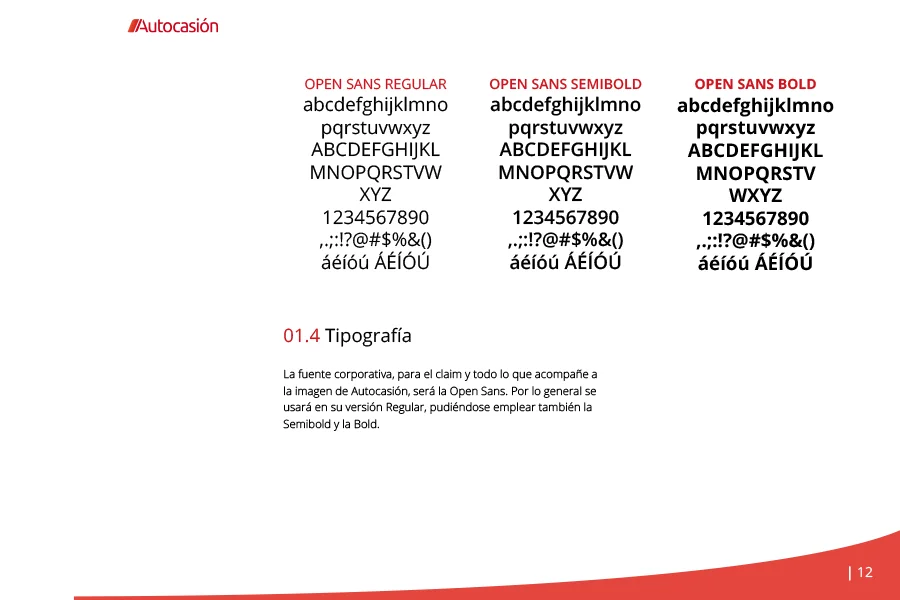 Autocasión
OPEN SANS REGULAR
abcdefghijklmno
pqrstuvwxyz
ABCDEFGHIJKL
MNOPQRSTVW
XYZ
1234567890
,.;:!?@#$%&()
áéíóú ÁÉÍÓÚ
OPEN SANS SEMIBOLD
abcdefghijklmno
pqrstuvwxyz
ABCDEFGHIJKL
MNOPQRSTVW
XYZ
1234567890
,.;:!?@#$%&()
áéíóú ÁÉÍÓÚ
OPEN SANS BOLD
abcdefghijklmno
pqrstuvwxyz
ABCDEFGHIJKL
MNOPQRSTV
WXYZ
1234567890
,.;:!?@#$%&()
áéíóú ÁÉÍÓÚ
01.4 Tipografía
La fuente corporativa, para el claim y todo lo que acompañe a
la imagen de Autocasión, será la Open Sans. Por lo general se
usará en su versión Regular, pudiéndose emplear también la
Semibold y la Bold.
| 12